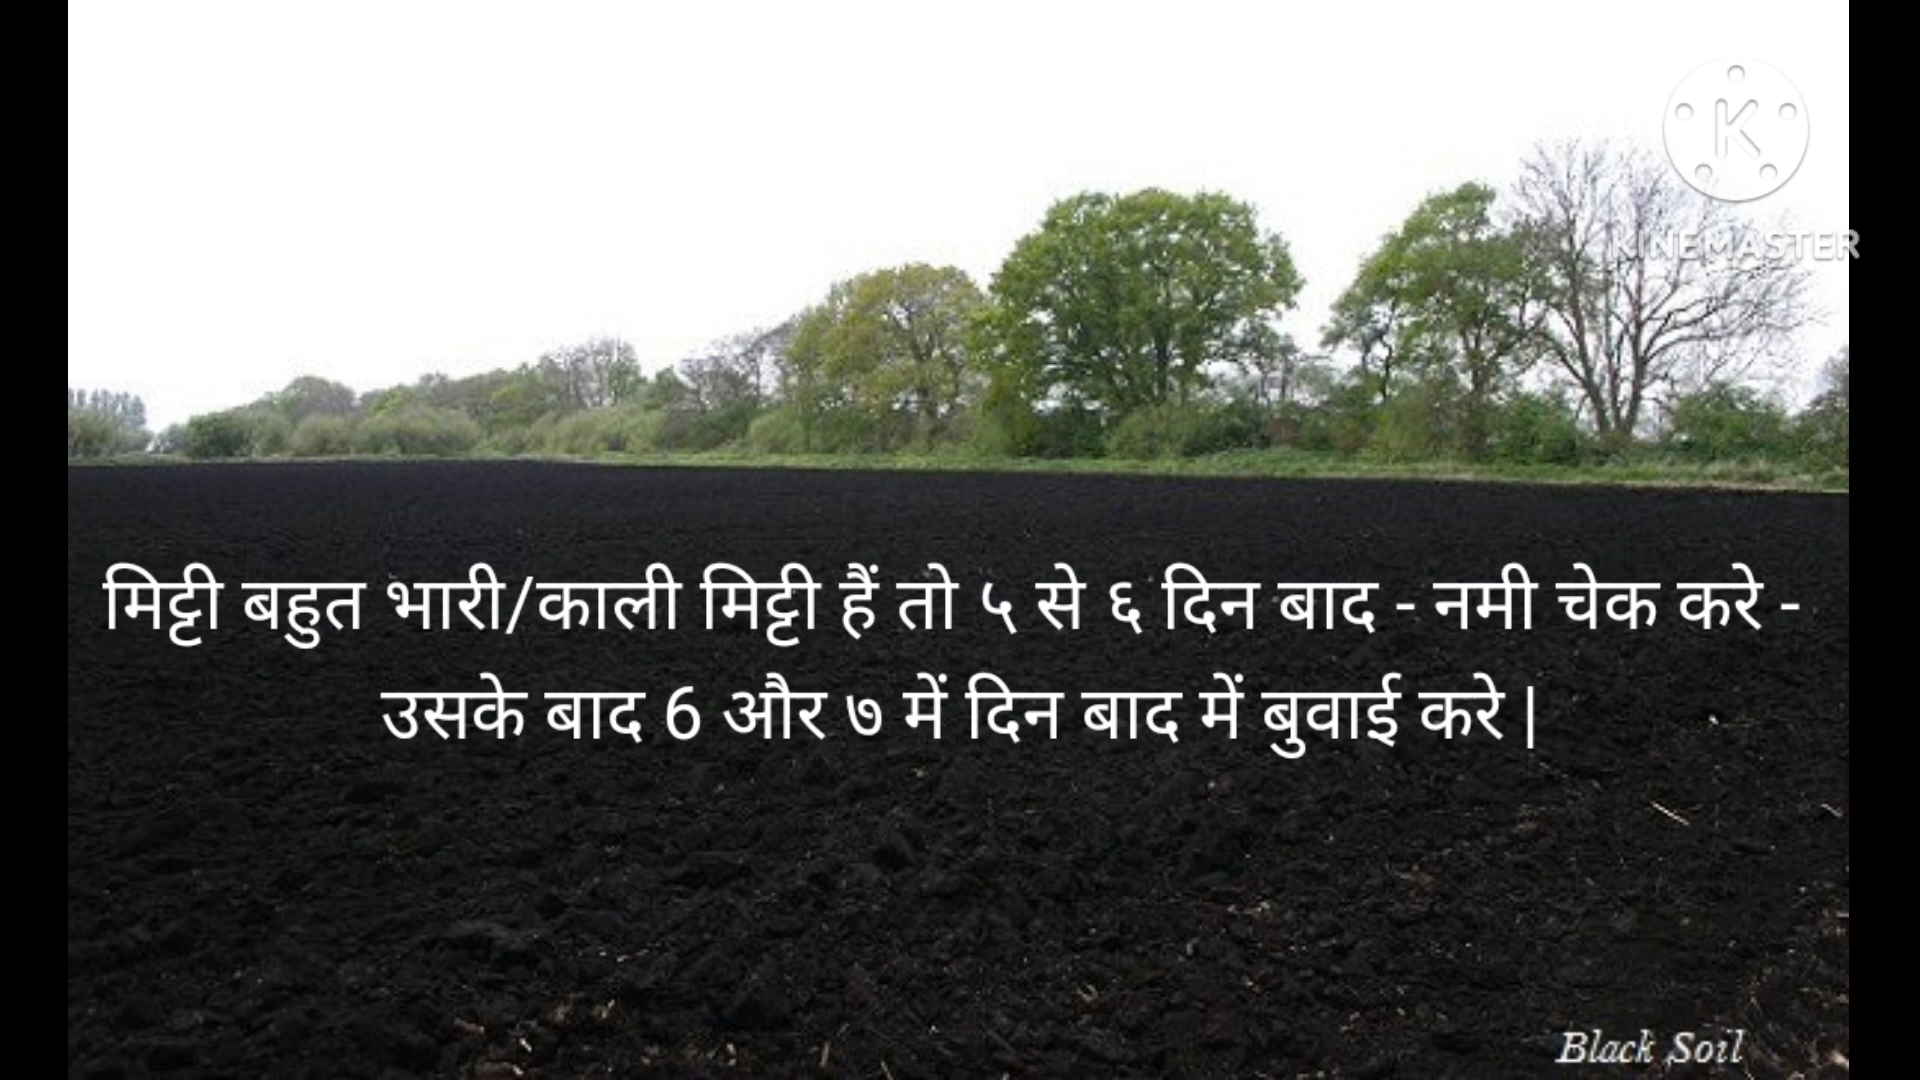 KINEMASTER
मिट्टी बहुत भारी/काली मिट्टी हैं तो ५ से ६ दिन बाद - नमी चेक करे -
उसके बाद 6 और ७ में दिन बाद में बुवाई करे |
Black Soil